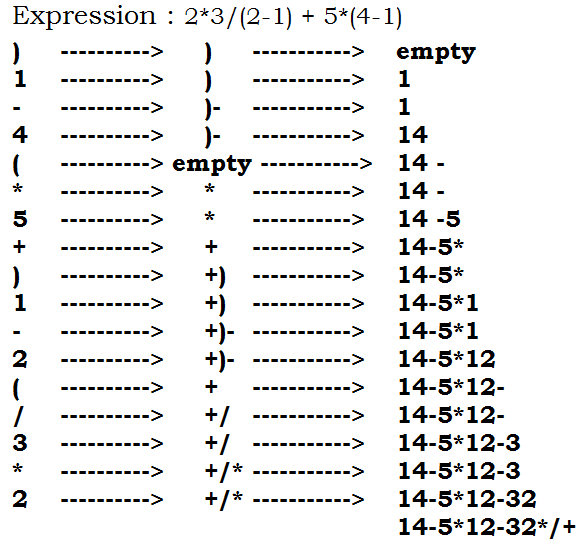 Expression : 2*3/(2-1) + 5*(4-1)
) ----------> ) -----------> empty
1 ----------> ) -----------> 1
- ----------> )- -----------> 1
4 ----------> )- -----------> 14
( ----------> empty -----------> 14 -
* ----------> * -----------> 14 -
5 ----------> * -----------> 14 -5
+ ----------> + -----------> 14-5*
) ----------> +) -----------> 14-5*
1 ----------> +) -----------> 14-5*1
- ----------> +)- -----------> 14-5*1
2 ----------> +)- -----------> 14-5*12
( ----------> + -----------> 14-5*12-
/ ----------> +/ -----------> 14-5*12-
3 ----------> +/ -----------> 14-5*12-3
* ----------> +/* -----------> 14-5*12-3
2 ----------> +/* -----------> 14-5*12-32
14-5*12-32*/+